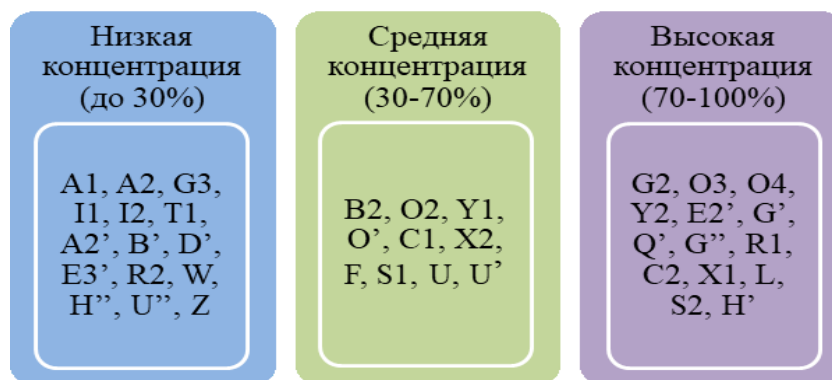 Низкая
концентрация
(до 30%)
A1, A2, G3,
I1, I2, T1,
A2’, B’, D’,
E3’, R2, W,
H’’, U’’, Z
Средняя
концентрация
(30-70%)
B2, O2, Y1,
O’, C1, X2,
F, S1, U, U’
Высокая
концентрация
(70-100%)
G2, O3, O4,
Y2, E2’, G’,
Q’, G’’, R1,
C2, X1, L,
S2, H’